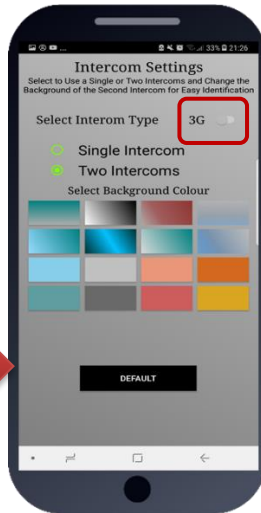 ... 33% 21:26
Intercom Settings
Select to Use a Single or Two Intercoms and Change the
Background of the Second Intercom for Easy Identification
Select Interom Type 3G
Single Intercom
Two Intercoms
Select Background Colour
DEFAULT